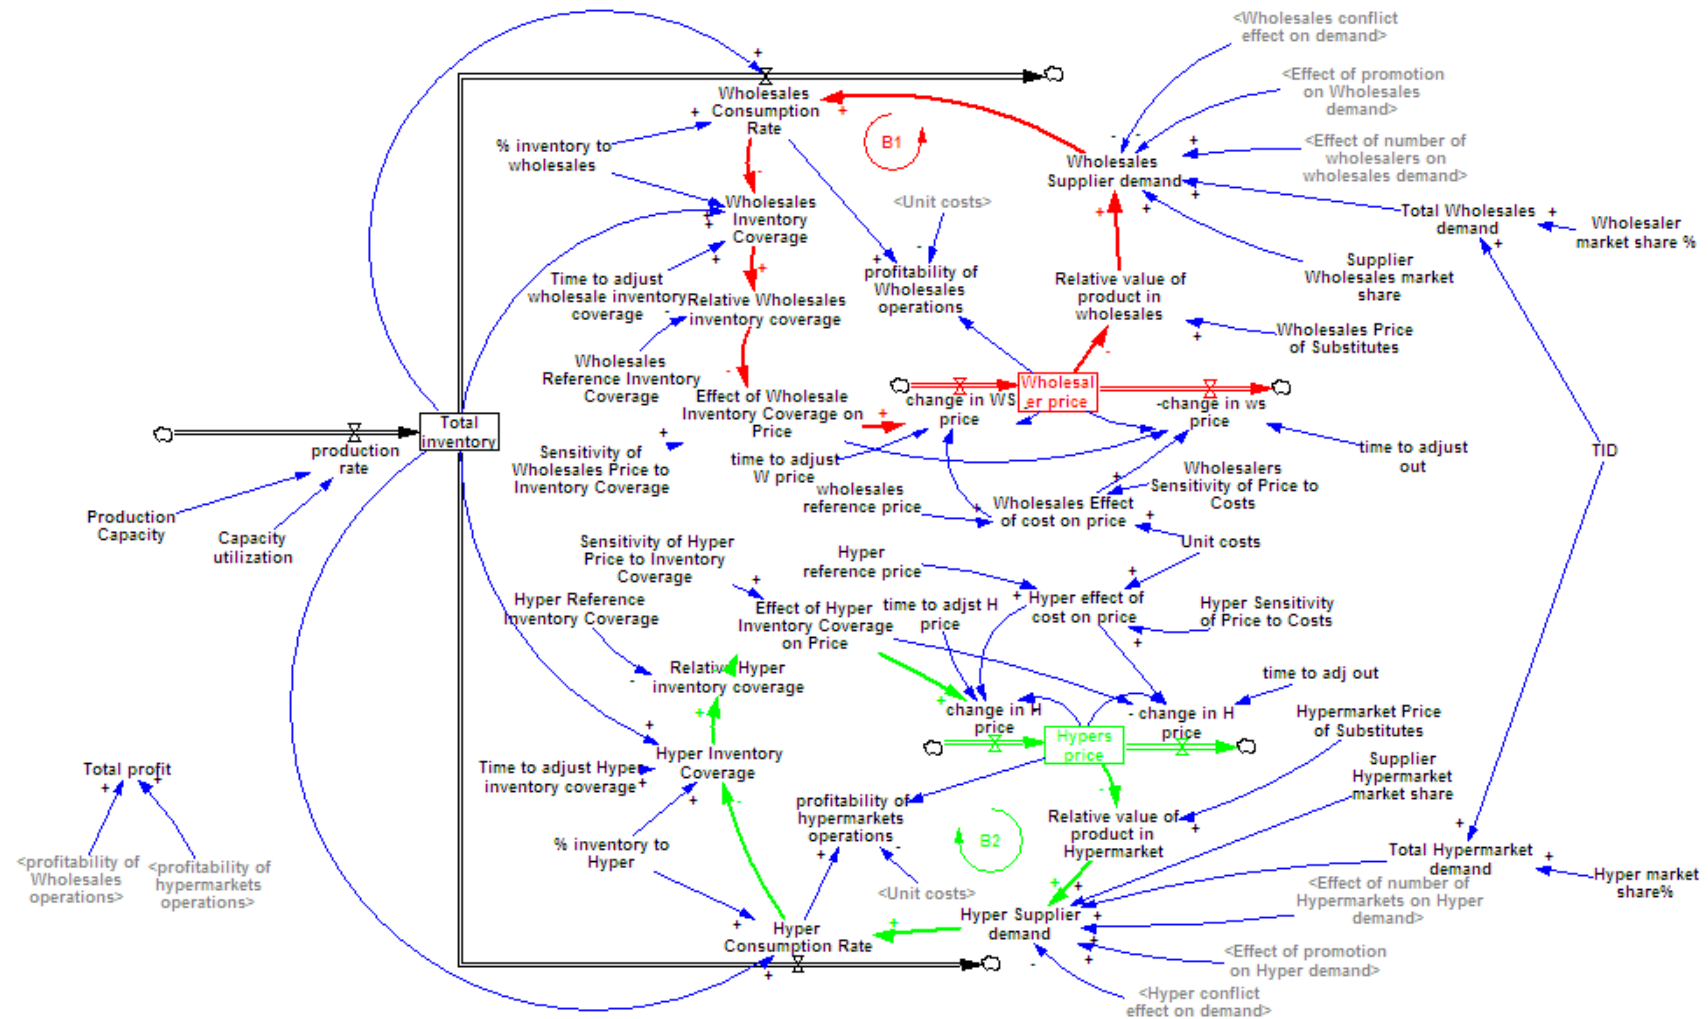 <Wholesales conflict
effect on demand>
<Effect of promotion
on Wholesales
demand>
<Effect of number of
wholesalers on
wholesales demand>
Wholesales
Consumption
Rate
B1
% inventory to
wholesales
Wholesales
Supplier demand
<Unit costs>
Wholesales
Inventory
Coverage
Total Wholesales
demand
Wholesaler
market share %
Supplier
Wholesales market
share
Time to adjust
wholesale inventory
coverage
Relative Wholesales
inventory coverage
profitability of
Wholesales
operations
Relative value of
product in
wholesales
Wholesales Price
of Substitutes
Wholesales
Reference Inventory
Coverage
Effect of Wholesale
Inventory Coverage on
Price
change in WS
price
Wholesal
er price
-change in ws
price
Total
inventory
production
rate
Sensitivity of
Wholesales Price to
Inventory Coverage
time to adjust
W price
time to adjust
out
TID
wholesales
reference price
Wholesales Effect
of cost on price
Wholesalers
Sensitivity of Price to
Costs
Production
Capacity
Capacity
utilization
Unit costs
Sensitivity of Hyper
Price to Inventory
Coverage
Hyper
reference price
Hyper Reference
Inventory Coverage
Effect of Hyper
Inventory Coverage
on Price
time to adjst H
price
Hyper effect of
cost on price
Hyper Sensitivity
of Price to Costs
Relative Hyper
inventory coverage
time to adj out
change in H
price
- change in H
price
Hypers
price
Hypermarket Price
of Substitutes
Supplier
Hypermarket
market share
Total profit
Time to adjust Hyper
inventory coverage
Hyper Inventory
Coverage
profitability of
hypermarkets
operations
B2
Relative value of
product in
Hypermarket
% inventory to
Hyper
<profitability of
Wholesales
operations>
<profitability of
hypermarkets
operations>
<Unit costs>
Total Hypermarket
demand
Hyper market
share%
<Effect of number of
Hypermarkets on Hyper
demand>
Hyper
Consumption Rate
Hyper Supplier
demand
<Effect of promotion
on Hyper demand>
<Hyper conflict
effect on demand>